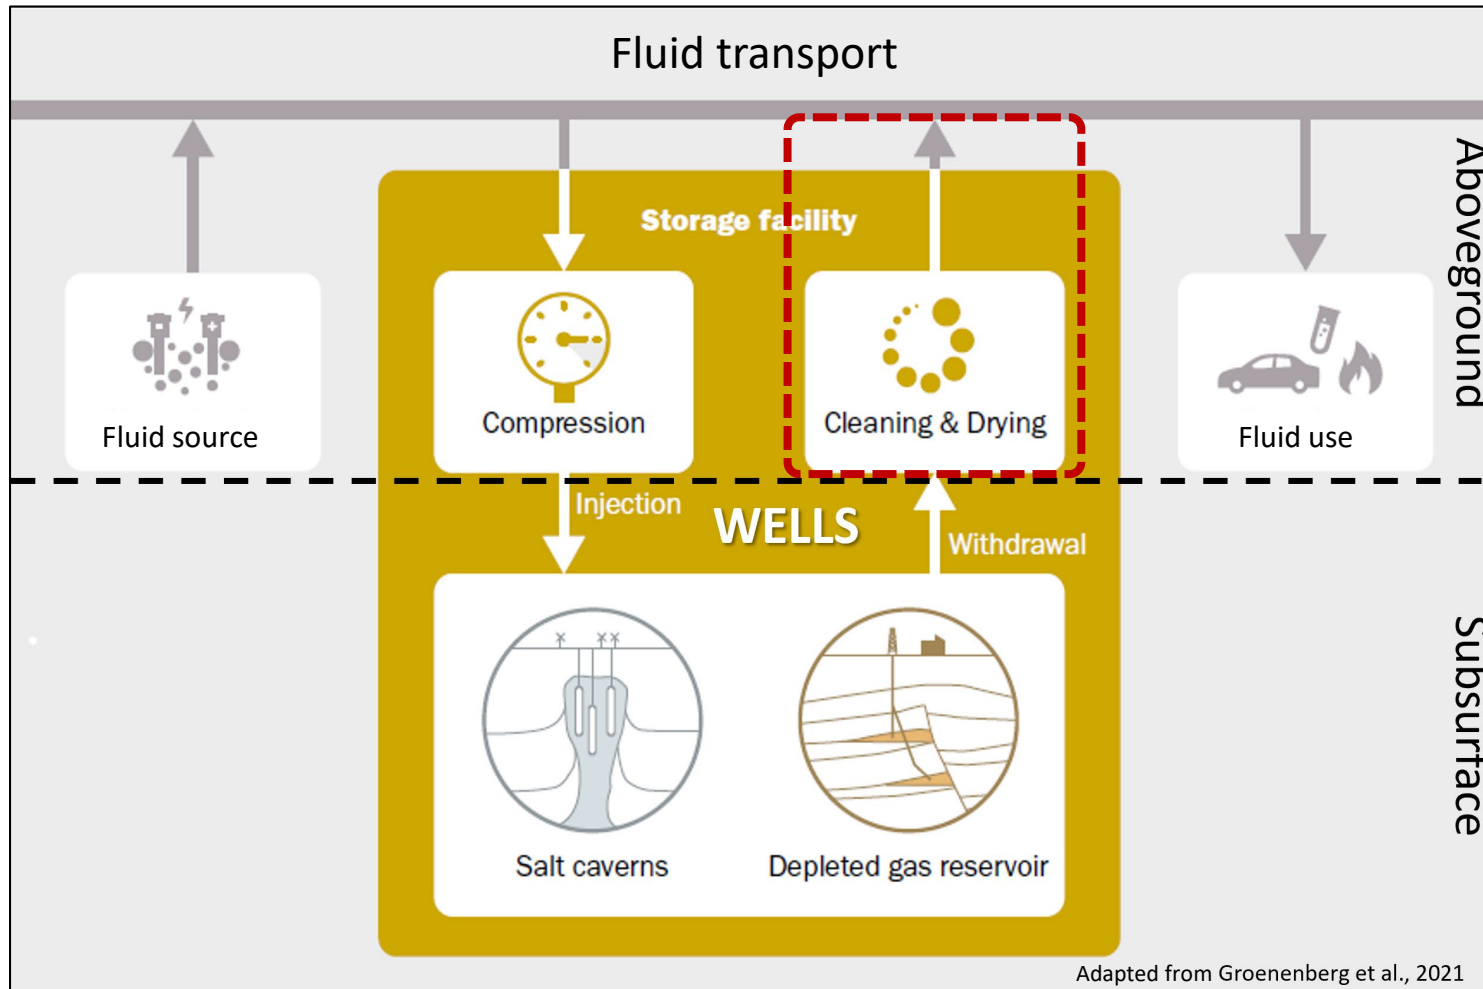 Fluid transport
Aboveground
Storage facility
Fluid source
Compression
Cleaning & Drying
Fluid use
Injection
WELLS
Withdrawal
Subsurface
Salt caverns
Depleted gas reservoir
Adapted from Groenenberg et al., 2021